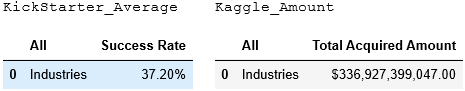 KickStarter_Average Kaggle_Amount
All Success Rate All Total Acquired Amount
0 Industries 37.20% 0 Industries $336,927,399,047.00